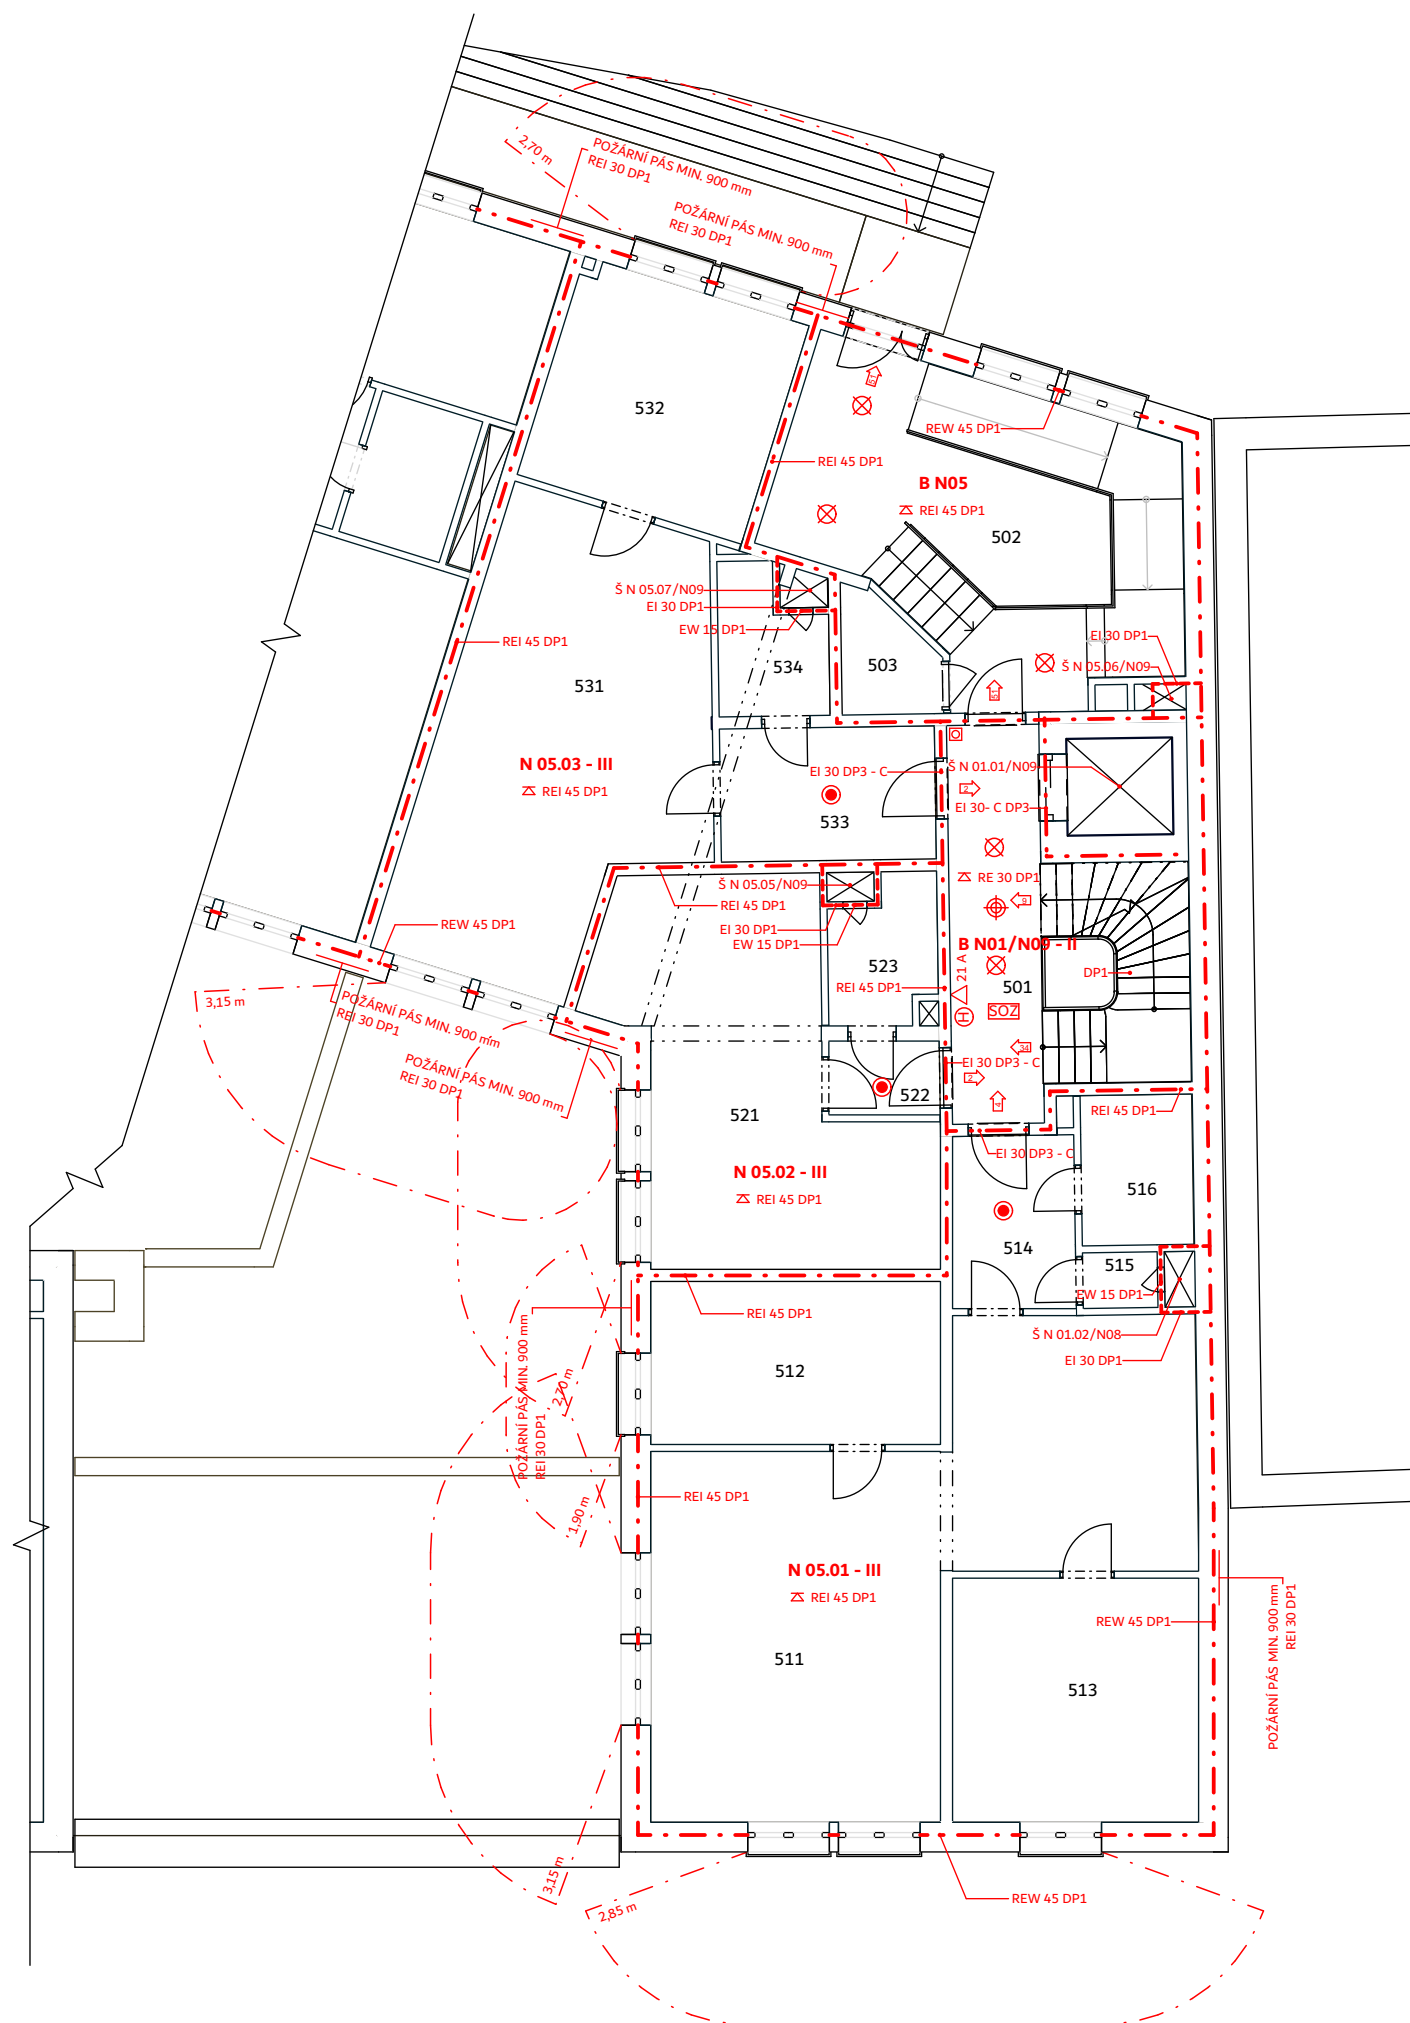 2,70 m
POŽÁRNÍ PÁS MIN. 900 mm
REI 30 DP1
POŽÁRNÍ PÁS MIN. 900 mm
REI 30 DP1
51
532
REW 45 DP1
REI 45 DP1
B N05
REI 45 DP1
502
Š N 05.07/N09
EI 30 DP1
EW 15 DP1
EI 30 DP1
Š N 05.06/N09
REI 45 DP1
534
503
531
51
N 05.03 - III
REI 45 DP1
EI 30 DP3 - C
Š N 01.01/N09
2
EI 30- C DP3
533
RE 30 DP1
Š N 05.05/N09
REI 45 DP1
9
REW 45 DP1
EI 30 DP1
EW 15 DP1
B N01/N09 - II
523
21 A
DP1
REI 45 DP1
501
3,15 m
POŽÁRNÍ PÁS MIN. 900 mm
REI 30 DP1
H
SOZ
34
POŽÁRNÍ PÁS MIN. 900 mm
REI 30 DP1
EI 30 DP3 - C
2
522
4
521
REI 45 DP1
EI 30 DP3 - C
N 05.02 - III
REI 45 DP1
516
514
515
EW 15 DP1
REI 45 DP1
Š N 01.02/N08
EI 30 DP1
POŽÁRNÍ PÁS MIN. 900 mm
REI 30 DP1
512
2,70 m
REI 45 DP1
1,90 m
N 05.01 - III
REI 45 DP1
POŽÁRNÍ PÁS MIN. 900 mm
REI 30 DP1
REW 45 DP1
511
513
3,15 m
2,85 m
REW 45 DP1